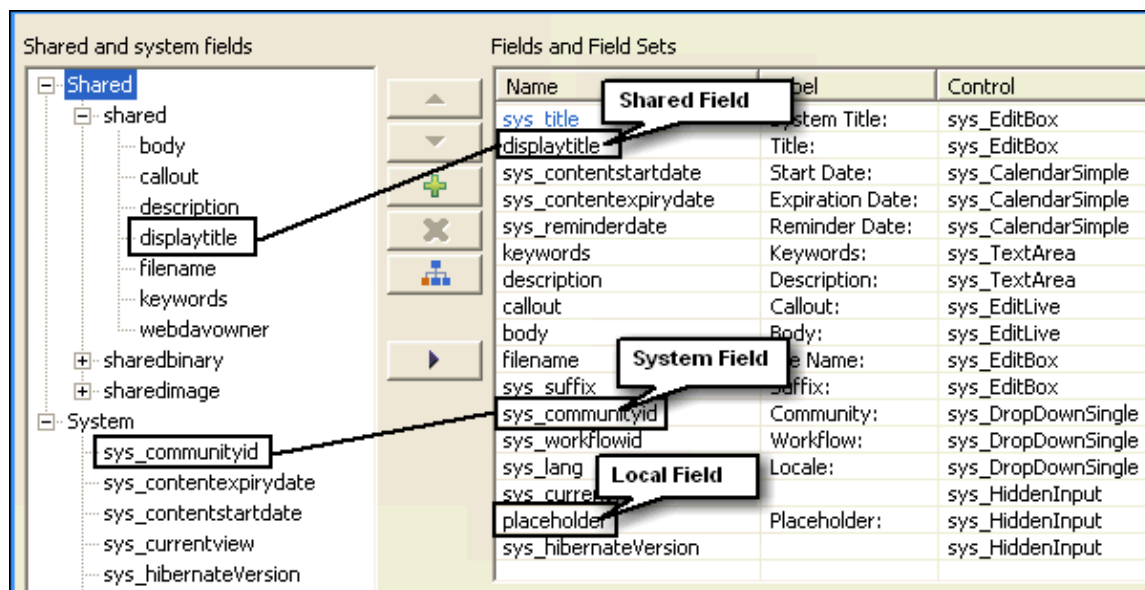 Shared and system fields
Shared
shared
body
callout
description
displaytitle
filename
keywords
webdavowner
sharedbinary
sharedimage
System
sys_communityid
sys_contentexpirydate
sys_contentstartdate
sys_currentview
sys_hibernateVersion
Fields and Field Sets
Name Control
Shared Field
sys_title System Title: sys_EditBox
displaytitle Title: sys_EditBox
sys_contentstartdate Start Date: sys_CalendarSimple
sys_contentexpirydate Expiration Date: sys_CalendarSimple
sys_reminderdate Reminder Date: sys_CalendarSimple
keywords Keywords: sys_TextArea
description Description: sys_TextArea
callout Callout: sys_EditLive
body Body: sys_EditLive
filename Name: sys_EditBox
System Field
sys_suffix Suffix: sys_EditBox
sys_communityid Community: sys_DropDownSingle
sys_workflowid Workflow: sys_DropDownSingle
sys_lang Locale: sys_DropDownSingle
Local Field
sys_HiddenInput
placeholder Placeholder: sys_HiddenInput
sys_hibernateVersion sys_HiddenInput